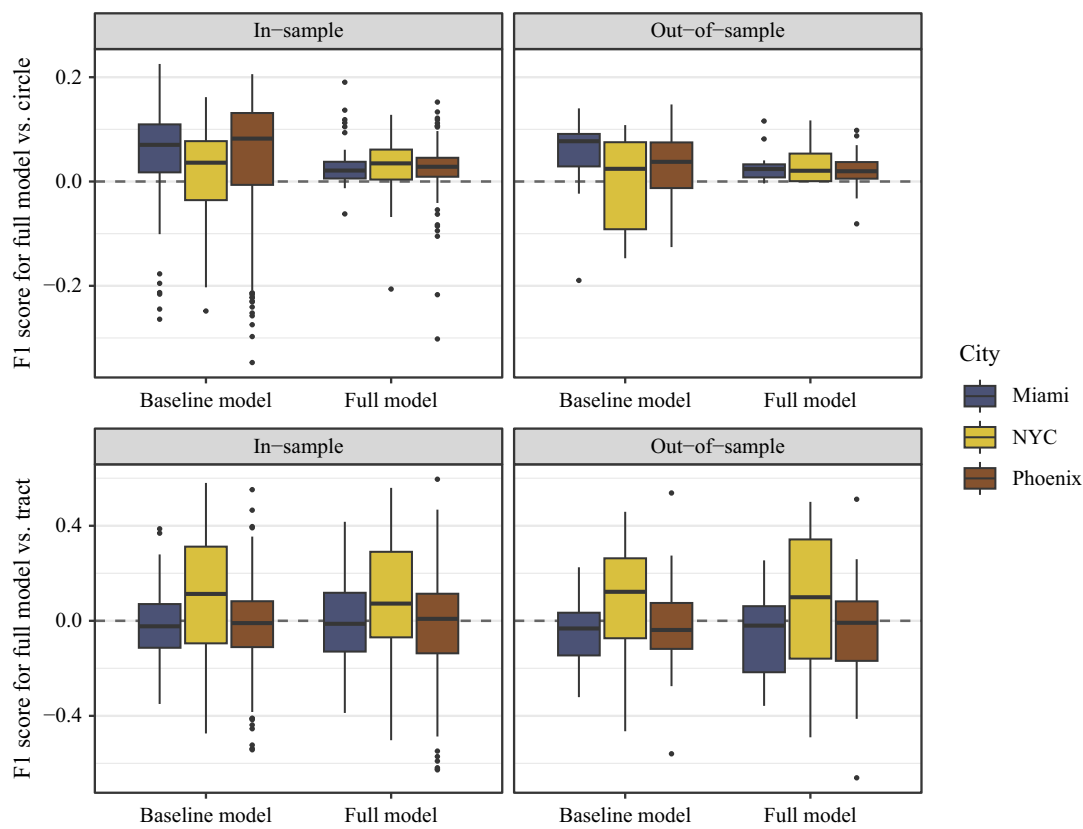 In−sample
Out−of−sample
F1 score for full model vs. circle
0.2
0.0
−0.2
Baseline model
Full model
Baseline model
Full model
City
Miami
NYC
Phoenix
In−sample
Out−of−sample
F1 score for full model vs. tract
0.4
0.0
−0.4
Baseline model
Full model
Baseline model
Full model